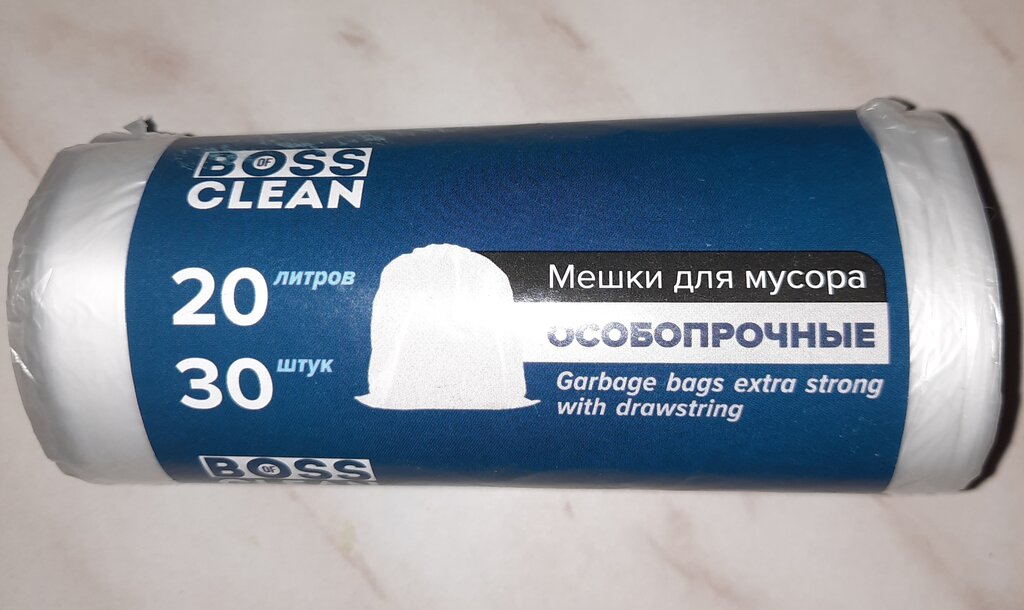 BOSS
OF
CLEAN
20 литров
30 штук
Мешки для мусора
ОСОБОПРОЧНЫЕ
Garbage bags extra strong
with drawstring
BOSS
OF
CLEAN